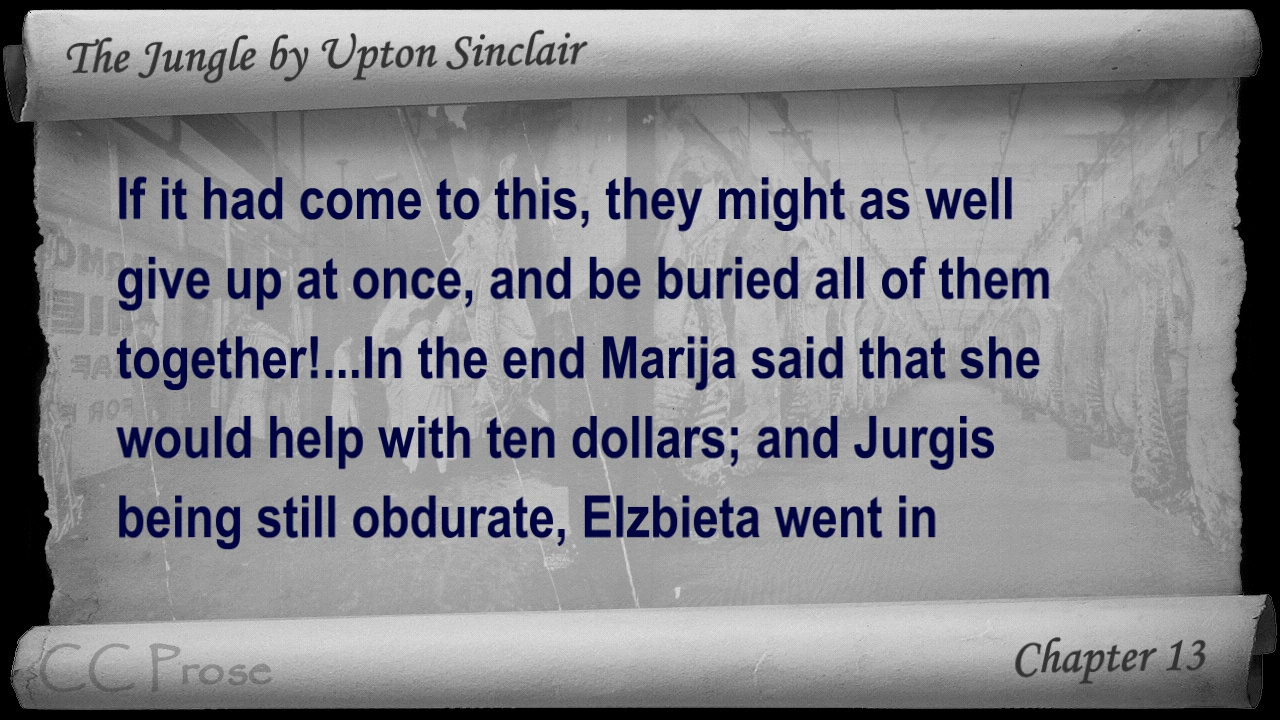 The Jungle by Upton Sinclair
If it had come to this, they might as well
give up at once, and be buried all of them
together!...In the end Marija said that she
would help with ten dollars; and Jurgis
being still obdurate, Elzbieta went in
CC Prose
Chapter 13